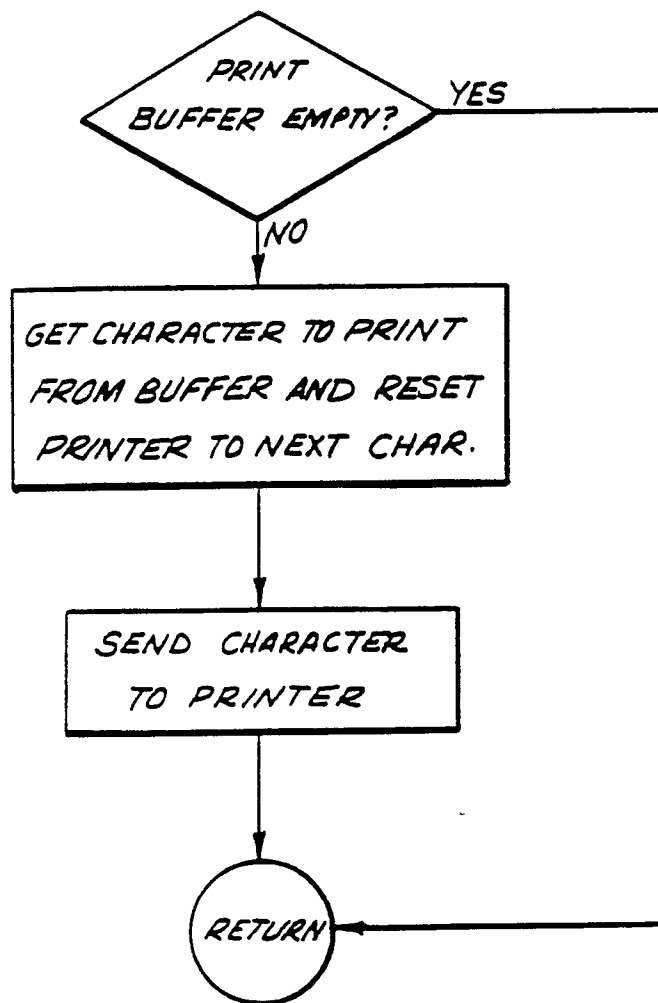 PRINT
BUFFER EMPTY?
YES
NO
GET CHARACTER TO PRINT
FROM BUFFER AND RESET
PRINTER TO NEXT CHAR.
SEND CHARACTER
TO PRINTER
RETURN